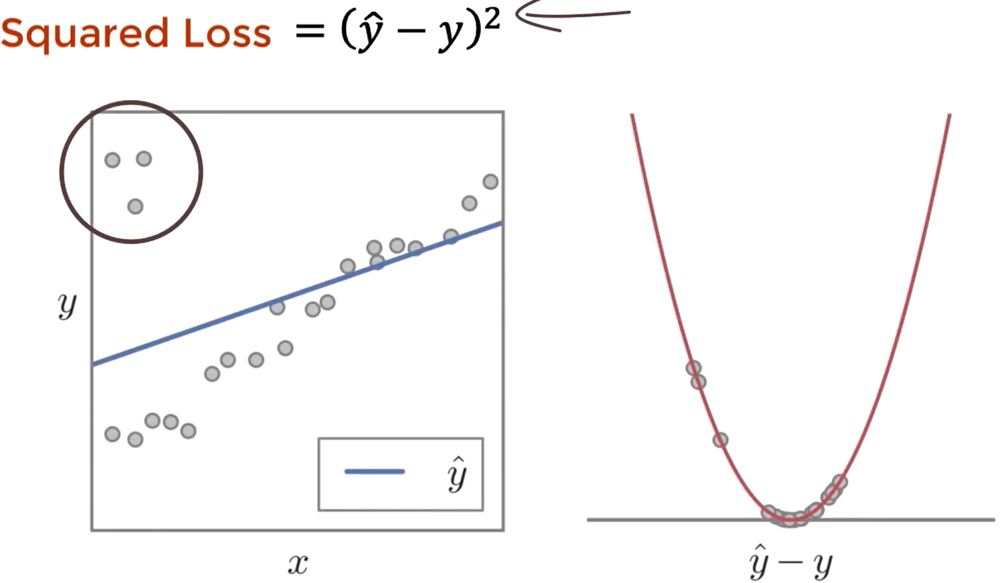 Squared Loss = (ŷ − y)²
y
ŷ
x
ŷ − y